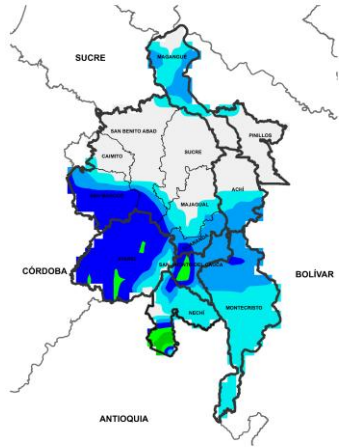 MAGANGUÉ
SUCRE
SAN BENITO ABAD
PINILLOS
SUCRE
CAIMITO
ACHÍ
MAJAGUAL
CÓRDOBA
BOLÍVAR
MONTECRISTO
NECHÍ
ANTIOQUIA